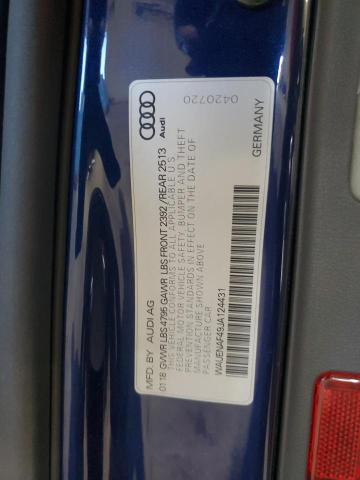 Audi
0420720
MFD. BY AUDI AG
01 18 GVWR LBS 4795 GAWR LBS FRONT 2392 /REAR 2513
THIS VEHICLE CONFORMS TO ALL APPLICABLE U.S.
FEDERAL MOTOR VEHICLE SAFETY, BUMPER AND THEFT
PREVENTION STANDARDS IN EFFECT ON THE DATE OF
MANUFACTURE SHOWN ABOVE
PASSENGER CAR
WAUENAF49JA124431
GERMANY